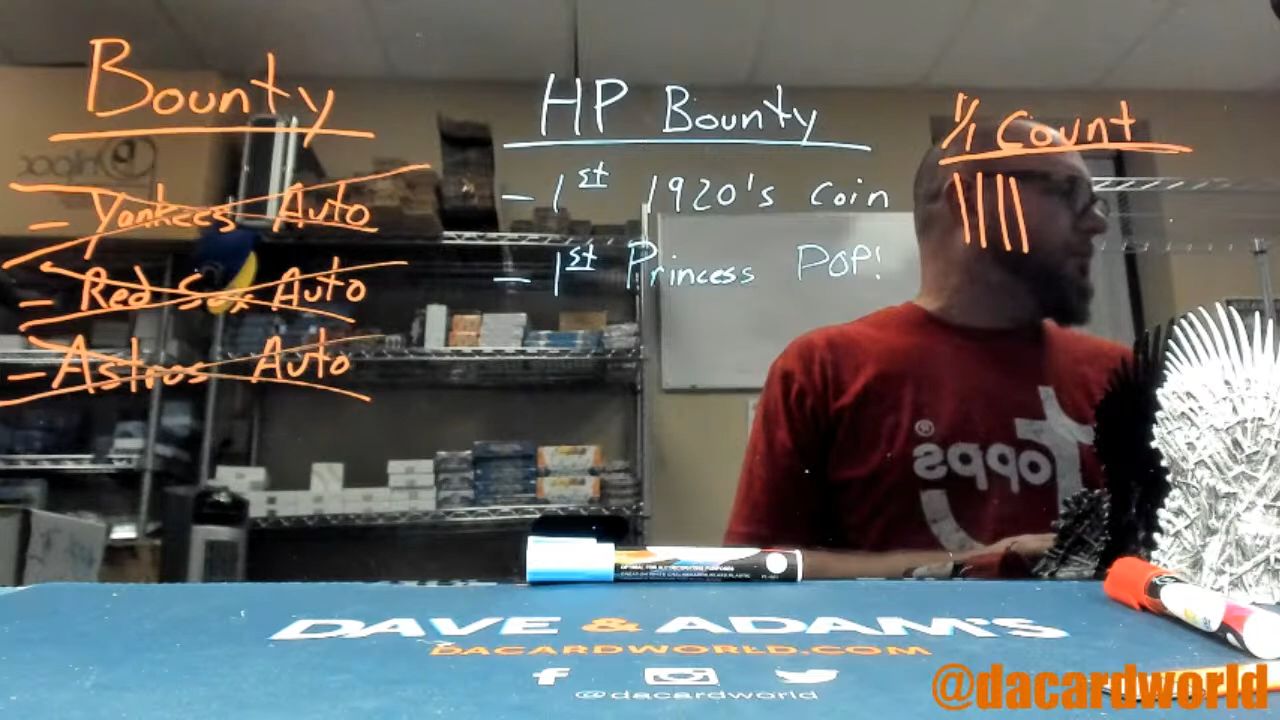 Bounty
- Yankees Auto
- Red Sox Auto
- Astros Auto
HP Bounty
- 1st 1920's Coin
- 1st Princess POP!
1/1 Count
||||
topps®
DAVE & ADAM'S
DACARDWORLD.COM
@dacardworld
@dacardworld